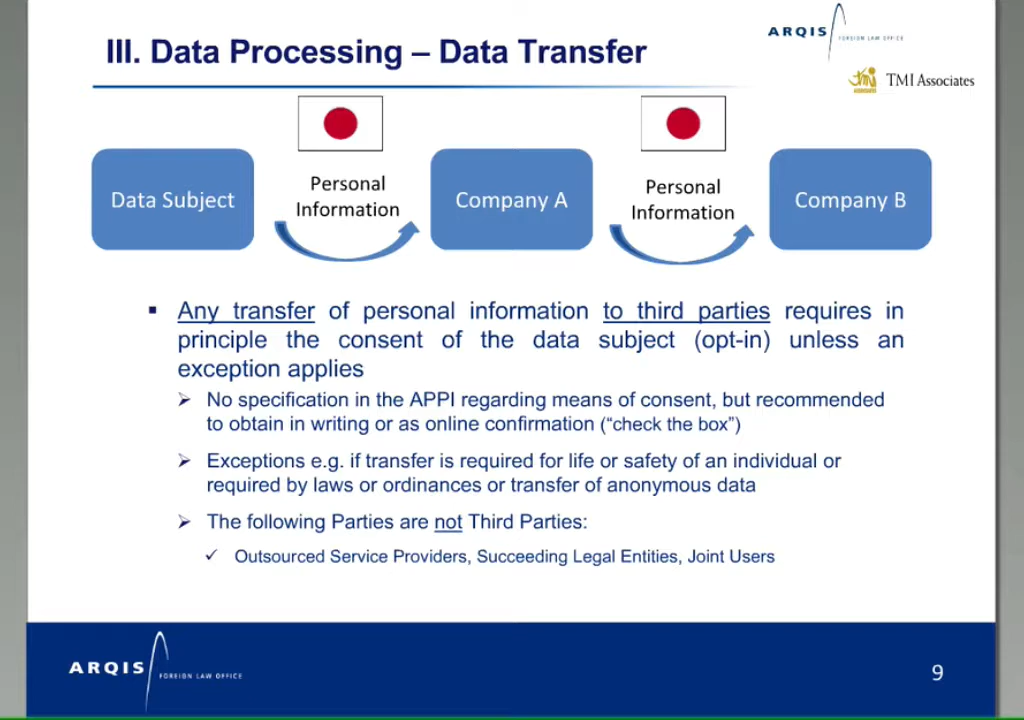 III. Data Processing – Data Transfer
ARQIS
FOREIGN LAW OFFICE
TMI ASSOCIATES
TMI Associates
Data Subject
Personal
Information
Company A
Personal
Information
Company B
▪ Any transfer of personal information to third parties requires in
principle the consent of the data subject (opt-in) unless an
exception applies
➢ No specification in the APPI regarding means of consent, but recommended
to obtain in writing or as online confirmation (“check the box”)
➢ Exceptions e.g. if transfer is required for life or safety of an individual or
required by laws or ordinances or transfer of anonymous data
➢ The following Parties are not Third Parties:
✓ Outsourced Service Providers, Succeeding Legal Entities, Joint Users
ARQIS
FOREIGN LAW OFFICE
9